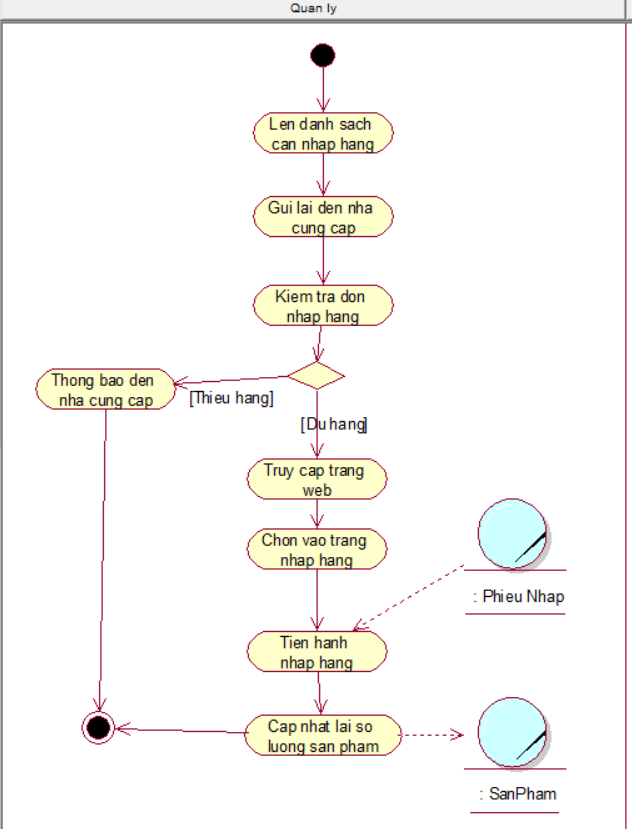 Quan ly
Len danh sach
can nhap hang
Gui lai den nha
cung cap
Kiem tra don
nhap hang
Thong bao den
nha cung cap
[Thieu hang]
[Du hang]
Truy cap trang
web
Chon vao trang
nhap hang
: Phieu Nhap
Tien hanh
nhap hang
Cap nhat lai so
luong san pham
: SanPham